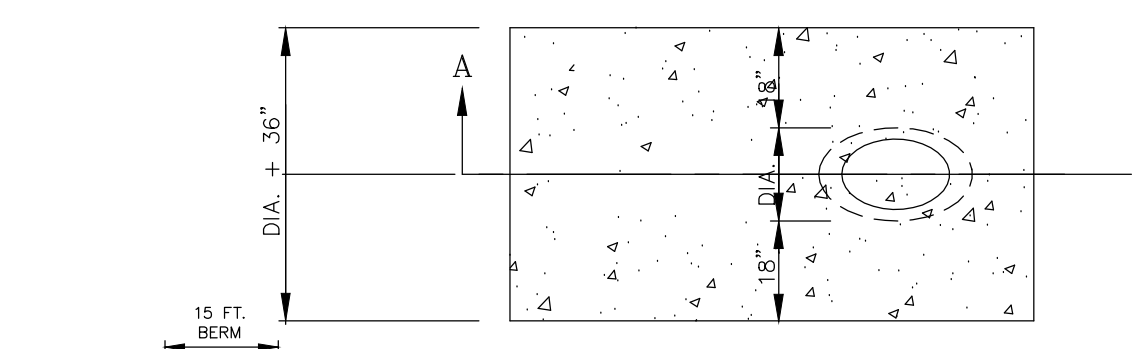 A
DIA. + 36”
18”
DIA.
18”
15 FT.
BERM